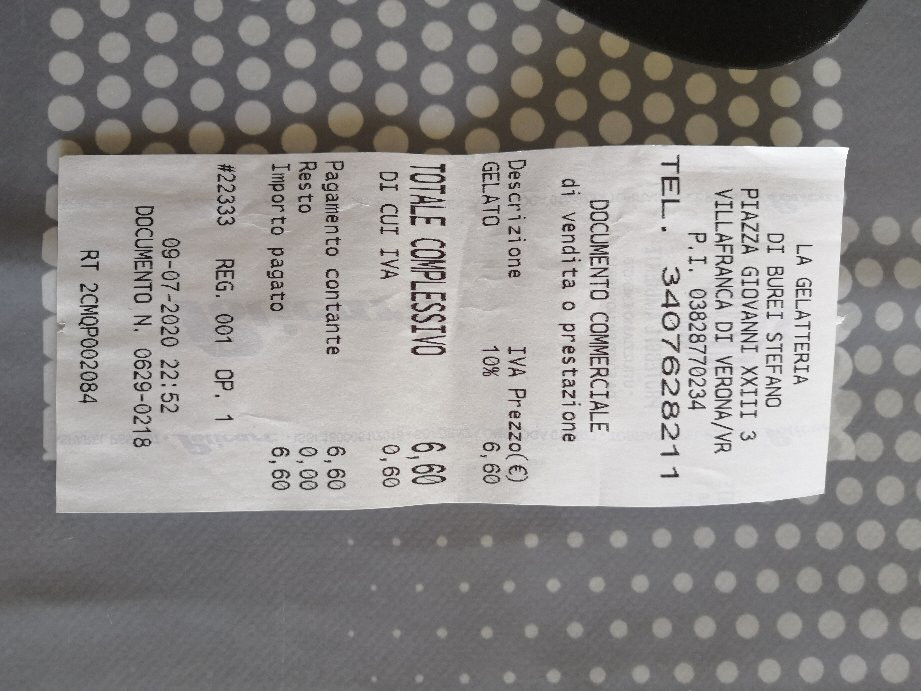 LA GELATTERIA
DI BUREI STEFANO
PIAZZA GIOVANNI XXIII 3
VILLAFRANCA DI VERONA/VR
P.I. 03828770234
TEL. 3407628211
DOCUMENTO COMMERCIALE
di vendita o prestazione
Descrizione IVA Prezzo(€)
GELATO 10% 6,60
TOTALE COMPLESSIVO 6,60
DI CUI IVA 0,60
Pagamento contante 6,60
Resto 0,00
Importo pagato 6,60
#22333 REG. 001 OP. 1
09-07-2020 22:52
DOCUMENTO N. 0629-0218
RT 2CMQP002084